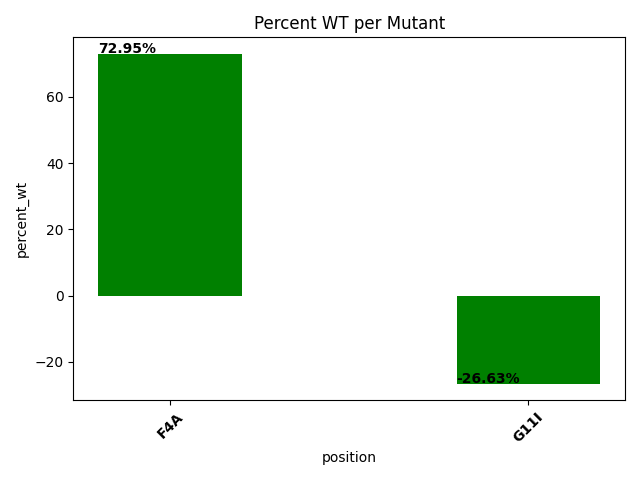 Percent WT per Mutant
72.95%
60
40
20
0
-20
percent_wt
-26.63%
F4A
G11I
position